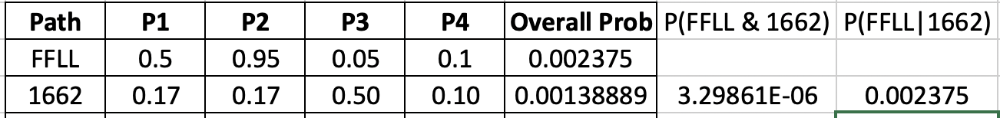 Path P1 P2 P3 P4 Overall Prob P(FFLL & 1662) P(FFLL|1662)
FFLL 0.5 0.95 0.05 0.1 0.002375
1662 0.17 0.17 0.50 0.10 0.00138889 3.29861E-06 0.002375